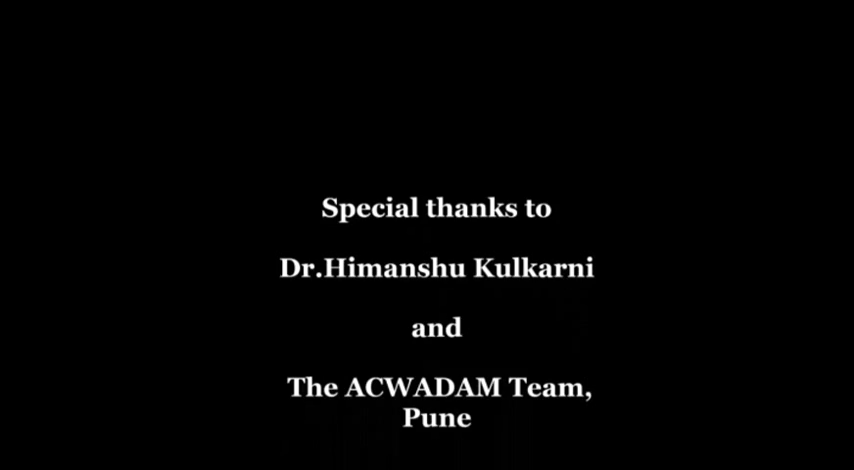 Special thanks to
Dr.Himanshu Kulkarni
and
The ACWADAM Team,
Pune